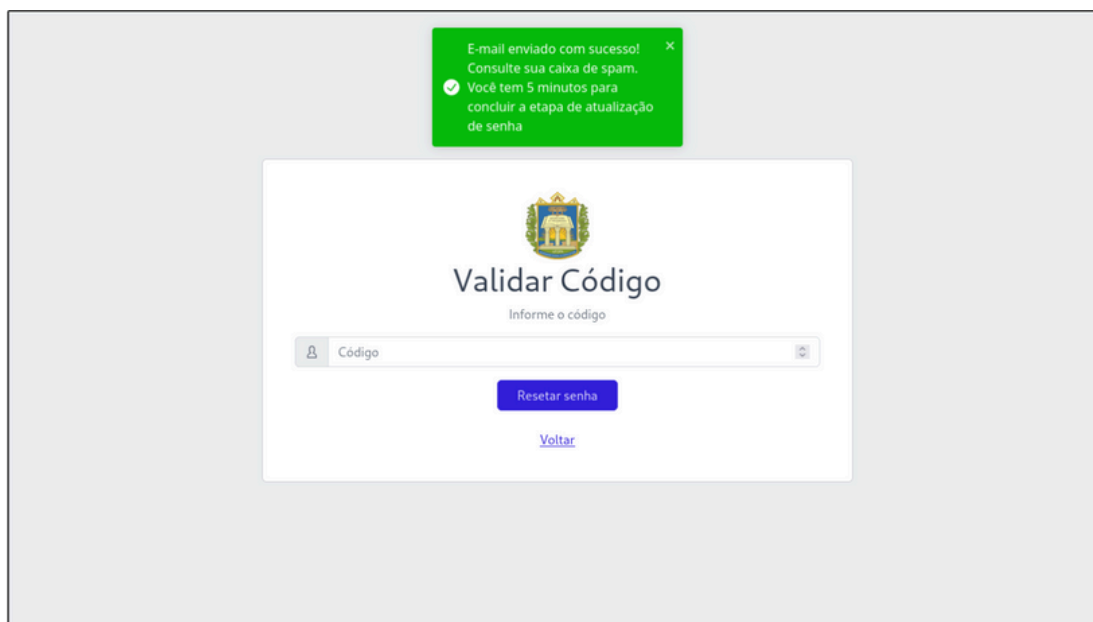 E-mail enviado com sucesso!
Consulte sua caixa de spam.
Você tem 5 minutos para
concluir a etapa de atualização
de senha
Validar Código
Informe o código
Código
Resetar senha
Voltar